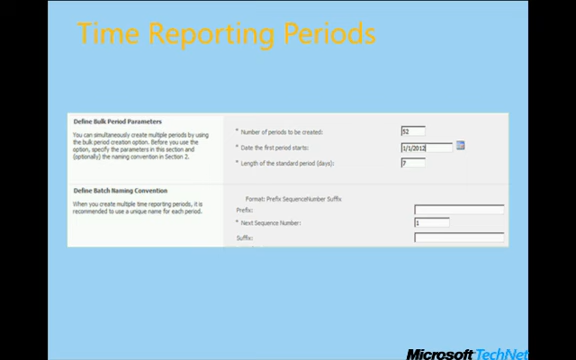 Time Reporting Periods
Define Bulk Period Parameters
You can simultaneously create multiple periods by using
the bulk period creation option. Before you use the
option, specify the parameters in this section and
(optionally) the naming convention in Section 2.
* Number of periods to be created:
52
* Date the first period starts:
1/1/2012
* Length of the standard period (days):
7
Define Batch Naming Convention
When you create multiple time reporting periods, it is
recommended to use a unique name for each period.
Format: Prefix SequenceNumber Suffix
Prefix:
* Next Sequence Number:
1
Suffix:
Microsoft TechNet